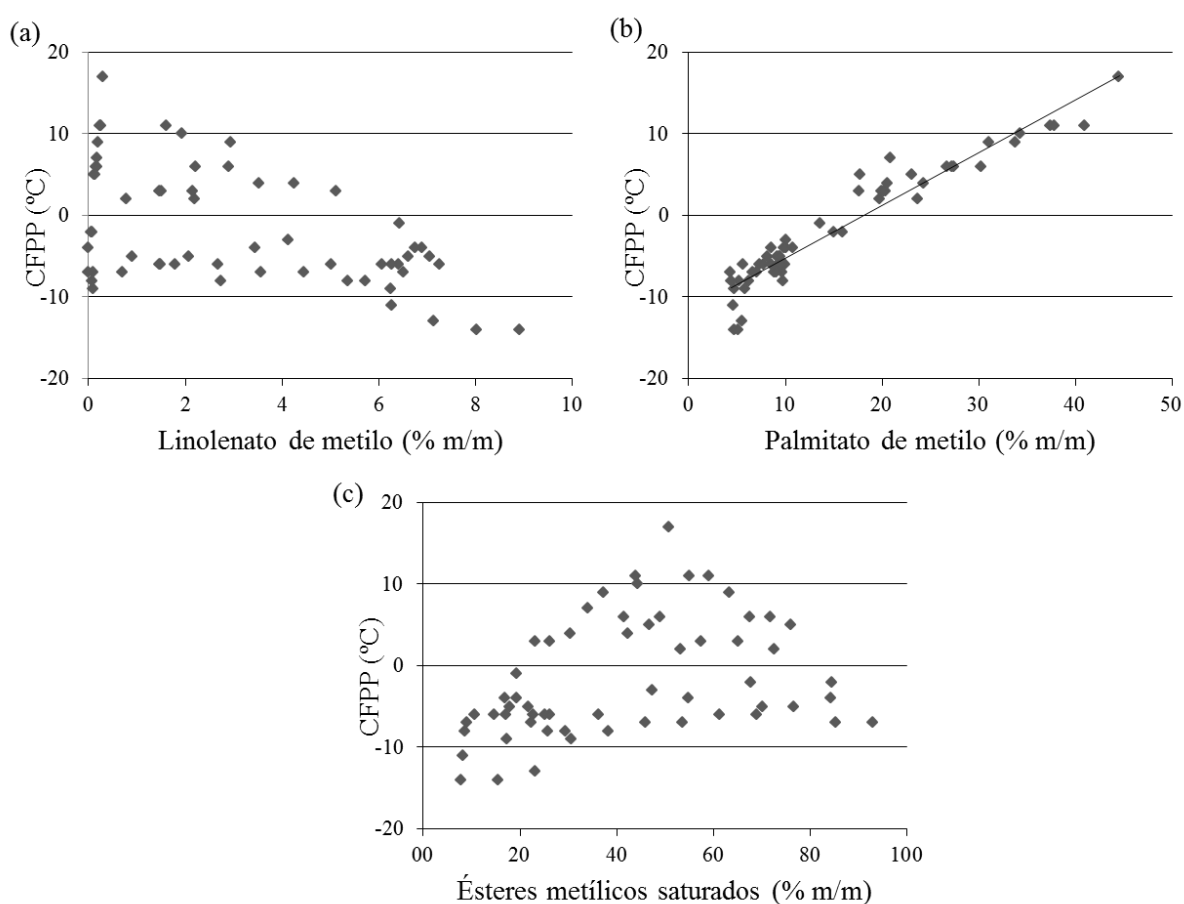 (a)
20
10
0
-10
-20
CFPP (ºC)
0 2 4 6 8 10
Linolenato de metilo (% m/m)
(b)
20
10
0
-10
-20
CFPP (ºC)
0 10 20 30 40 50
Palmitato de metilo (% m/m)
(c)
20
10
0
-10
-20
CFPP (ºC)
00 20 40 60 80 100
Ésteres metílicos saturados (% m/m)